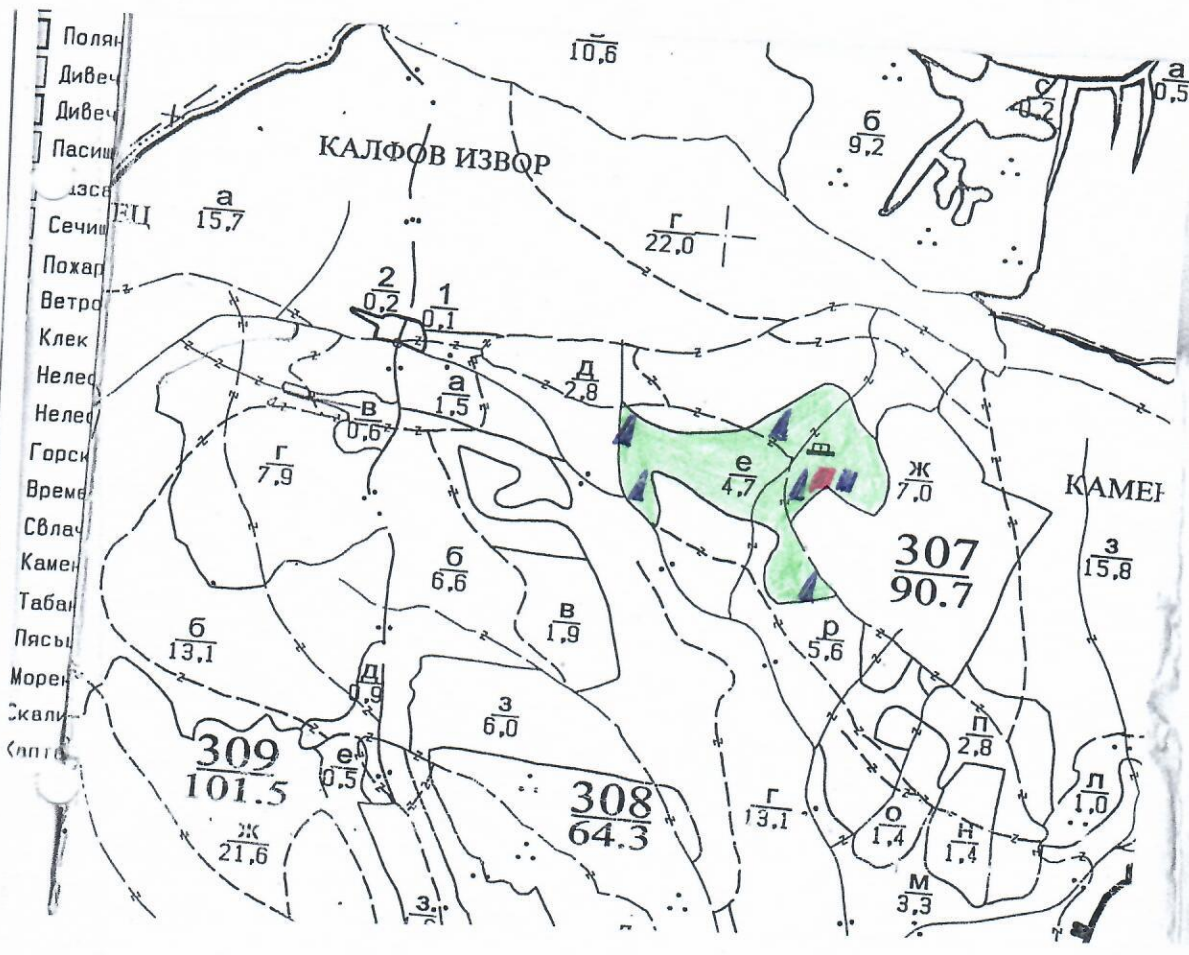 Полян
Дивеч
Дивеч
Пасищ
Сечищ
Пожар
Ветро
Клек
Нелес
Нелес
Горск
Време
Свлач
Камен
Табан
Пясъ
Морен
Скали
10,6
с
0,2
а
0,5
б
9,2
КАЛФОВ ИЗВОР
ЕЦ
а
15,7
г
22,0
2
0,2
1
0,1
д
2,8
а
1,5
в
0,6
г
7,9
е
4,7
ж
7,0
КАМЕН
307
90.7
з
15,8
б
6,6
в
1,9
б
13,1
р
5,6
д
0,9
з
6,0
п
2,8
309
101.5
е
0,5
308
64.3
г
13,1
л
1,0
о
1,4
н
1,4
ж
21,6
м
3,3
з